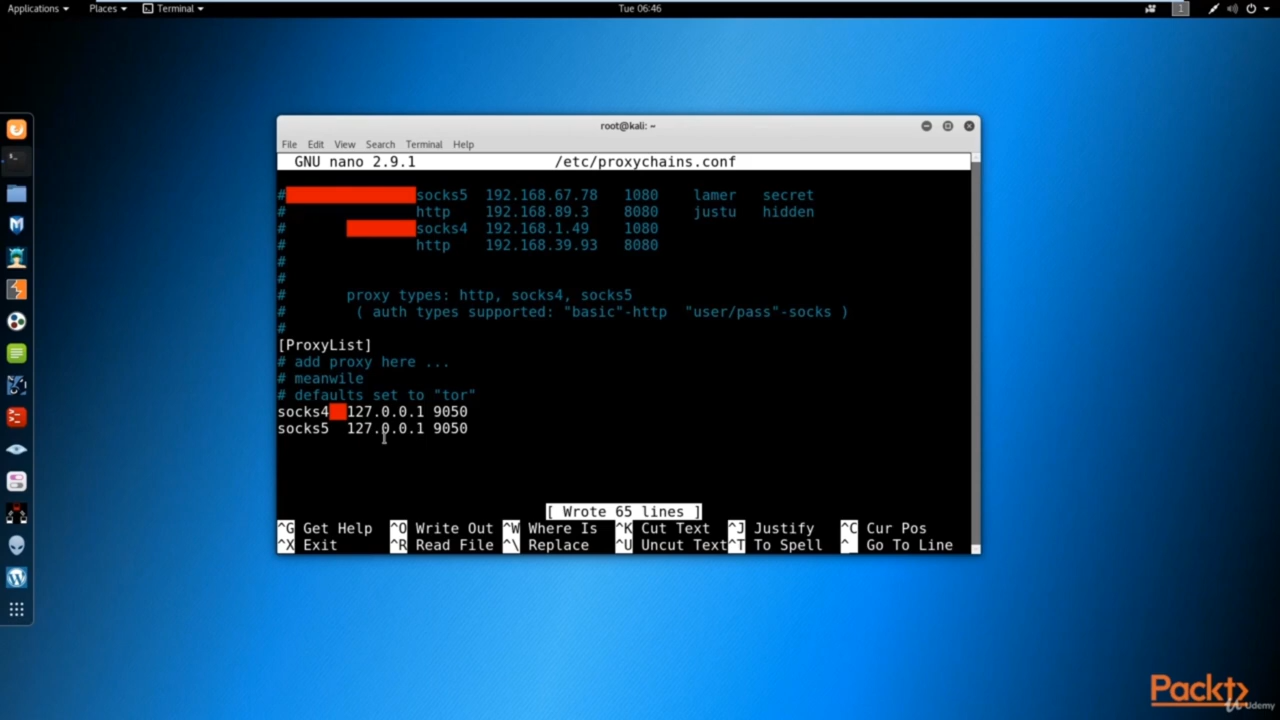 Applications Places Terminal Tue 06:46 1
root@kali: ~
File Edit View Search Terminal Help
GNU nano 2.9.1 /etc/proxychains.conf
# socks5 192.168.67.78 1080 lamer secret
# http 192.168.89.3 8080 justu hidden
# socks4 192.168.1.49 1080
# http 192.168.39.93 8080
#
#
# proxy types: http, socks4, socks5
# ( auth types supported: "basic"-http "user/pass"-socks )
#
[ProxyList]
# add proxy here ...
# meanwile
# defaults set to "tor"
socks4 127.0.0.1 9050
socks5 127.0.0.1 9050
[ Wrote 65 lines ]
^G Get Help ^O Write Out ^W Where Is ^K Cut Text ^J Justify ^C Cur Pos
^X Exit ^R Read File ^\ Replace ^U Uncut Text ^T To Spell ^_ Go To Line
Packt>
Udemy